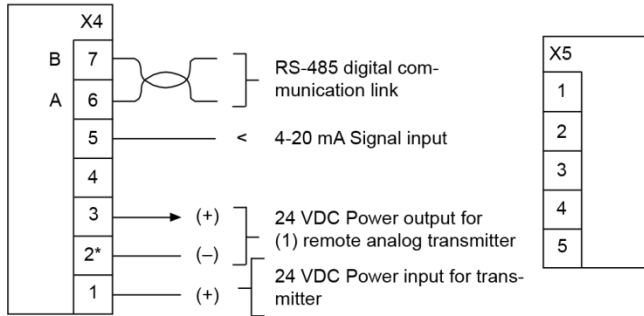 X4
B 7
RS-485 digital com-
munication link
A 6
5 < 4-20 mA Signal input
4
3 (+) 24 VDC Power output for
(1) remote analog transmitter
2* (–)
24 VDC Power input for trans-
mitter
1 (+)
X5
1
2
3
4
5